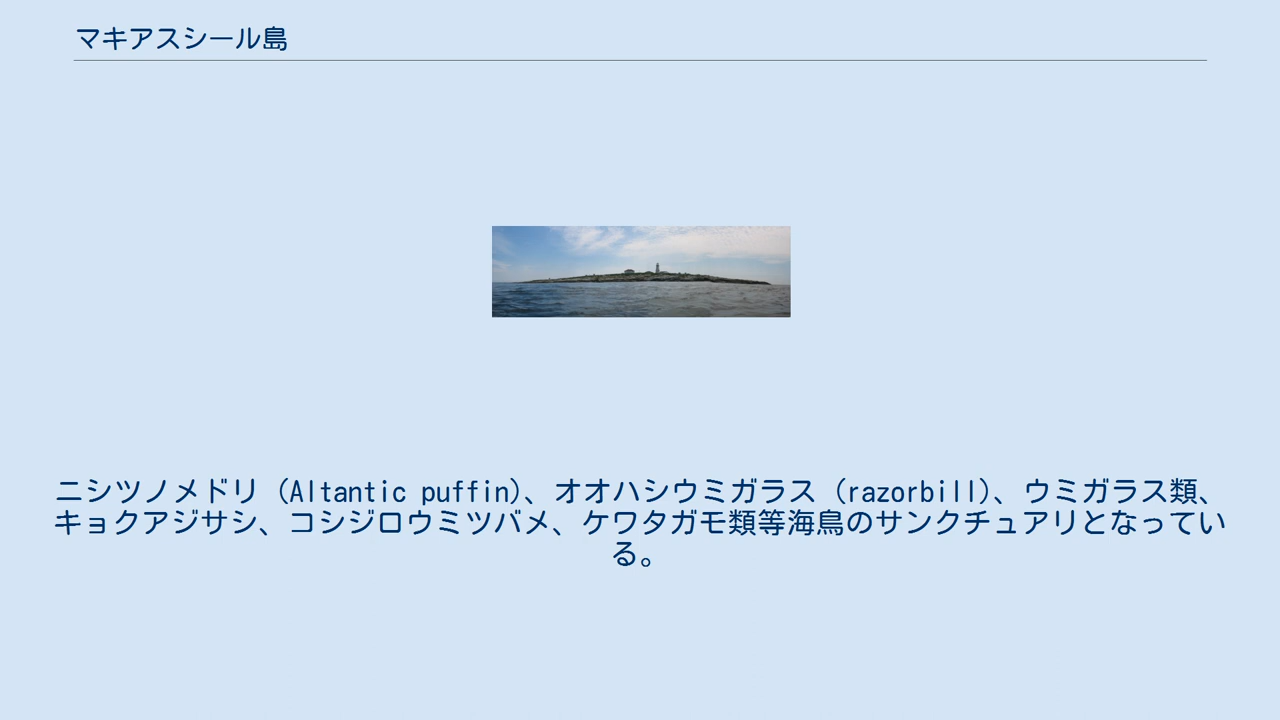 マキアスシール島
ニシツノメドリ（Altantic puffin)、オオハシウミガラス（razorbill)、ウミガラス類、
キョクアジサシ、コシジロウミツバメ、ケワタガモ類等海鳥のサンクチュアリとなってい
る。